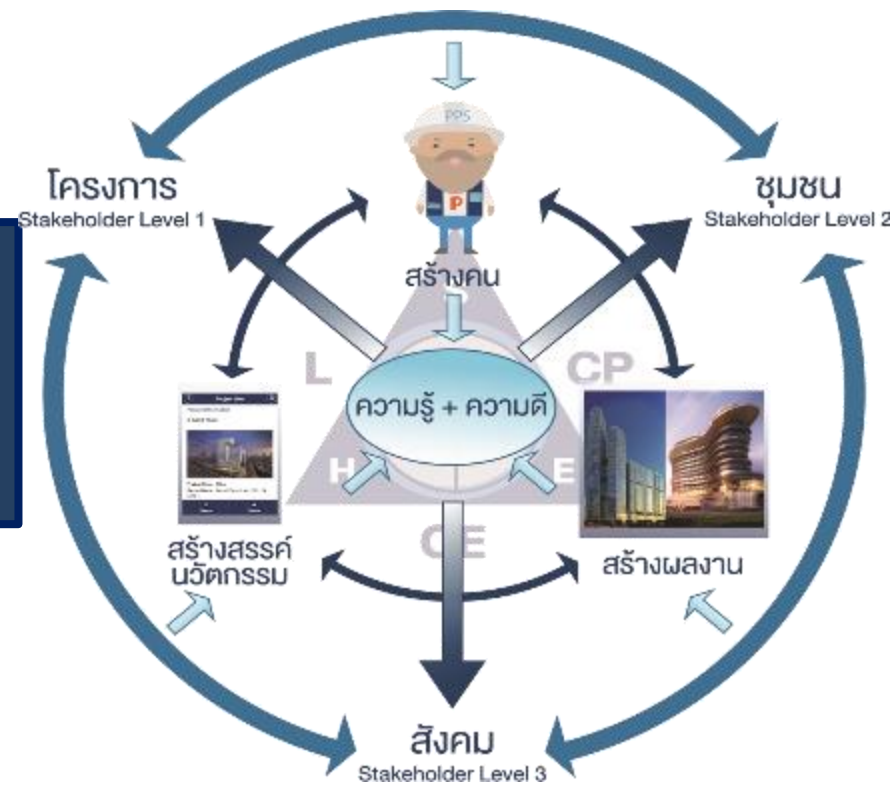 PPS
P
โครงการ
Stakeholder Level 1
ชุมชน
Stakeholder Level 2
สร้างคน
S
L
CP
ความรู้ + ความดี
H
E
CE
สร้างสรรค์
นวัตกรรม
สร้างผลงาน
สังคม
Stakeholder Level 3